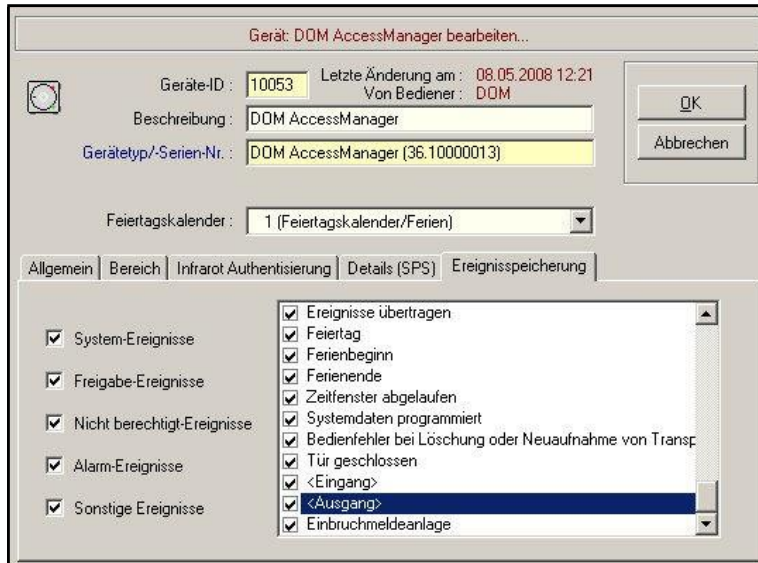 Gerät: DOM AccessManager bearbeiten...
Geräte-ID : 10053 Letzte Änderung am : 08.05.2008 12:21
Von Bediener : DOM
OK
Beschreibung : DOM AccessManager
Abbrechen
Gerätetyp/-Serien-Nr. : DOM AccessManager (36.10000013)
Feiertagskalender : 1 (Feiertagskalender/Ferien)
Allgemein Bereich Infrarot Authentisierung Details (SPS) Ereignisspeicherung
System-Ereignisse
Freigabe-Ereignisse
Nicht berechtigt-Ereignisse
Alarm-Ereignisse
Sonstige Ereignisse
Ereignisse übertragen
Feiertag
Ferienbeginn
Ferienende
Zeitfenster abgelaufen
Systemdaten programmiert
Bedienfehler bei Löschung oder Neuaufnahme von Transp
Tür geschlossen
<Eingang>
<Ausgang>
Einbruchmeldeanlage